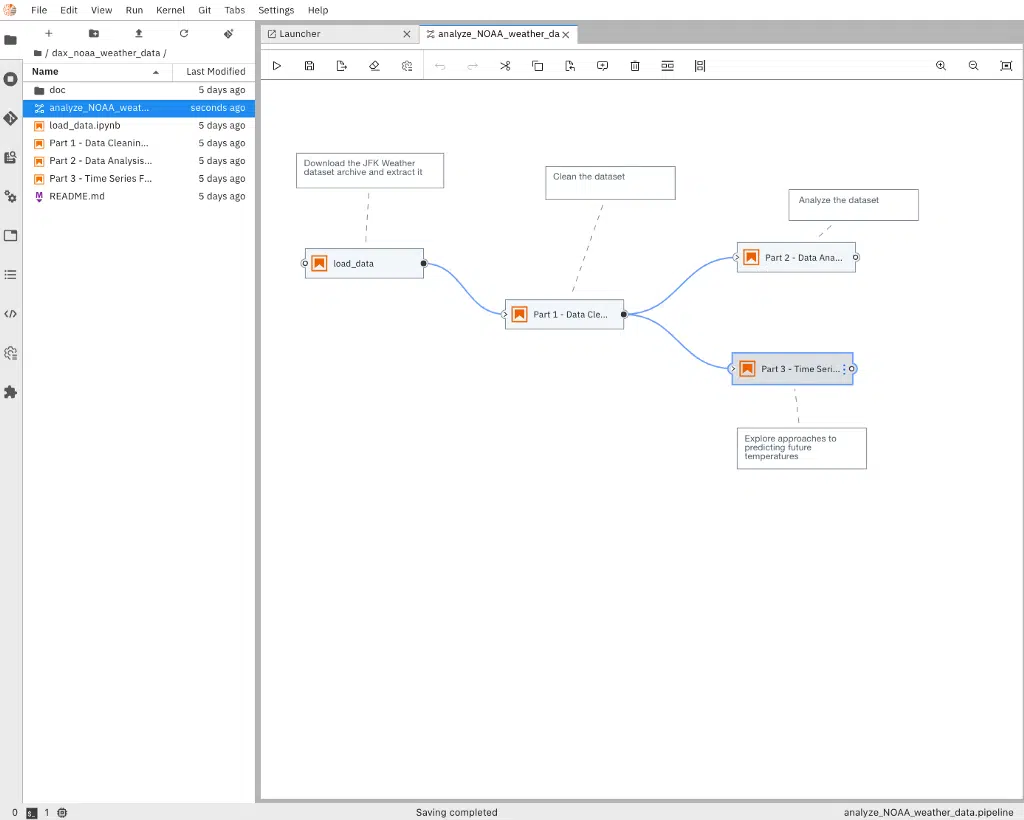 File Edit View Run Kernel Git Tabs Settings Help
Launcher
analyze_NOAA_weather_da
/ dax_noaa_weather_data /
Name Last Modified
doc 5 days ago
analyze_NOAA_weat... seconds ago
load_data.ipynb 5 days ago
Part 1 - Data Cleanin... 5 days ago
Part 2 - Data Analysis... 5 days ago
Part 3 - Time Series F... 5 days ago
README.md 5 days ago
Download the JFK Weather
dataset archive and extract it
Clean the dataset
Analyze the dataset
load_data
Part 2 - Data Ana...
Part 1 - Data Cle...
Part 3 - Time Seri...
Explore approaches to
predicting future
temperatures
0 $_ 1 Saving completed analyze_NOAA_weather_data.pipeline